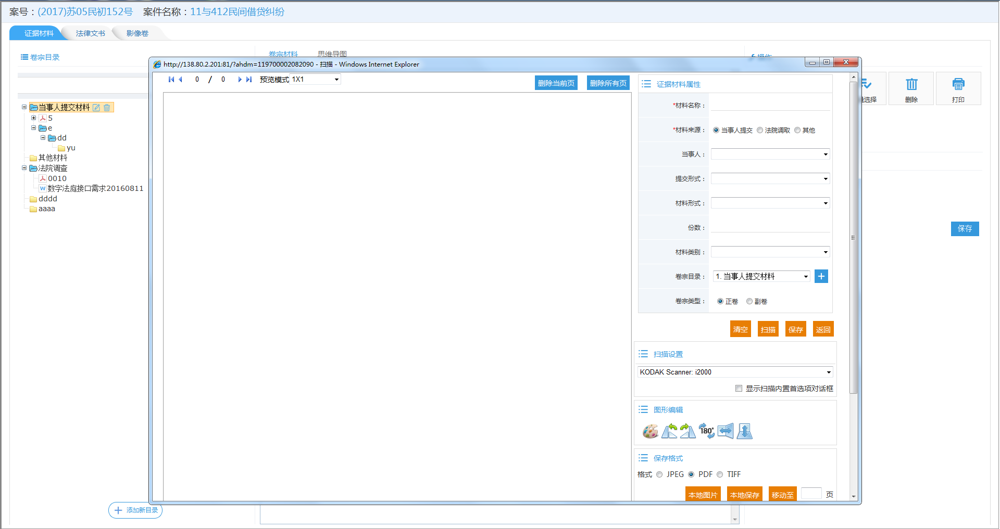 案号：(2017)苏05民初152号 案件名称：11与412民间借贷纠纷
证据材料 法律文书 影像卷
卷宗目录
卷宗材料 思维导图
操作
http://138.80.2.201:81/?ahdm=119700002082090 - 扫描 - Windows Internet Explorer
0 / 0 预览模式 1X1 删除当前页 删除所有页
选择 删除 打印
当事人提交材料
5
e
dd
yu
其他材料
法院调查
0010
数字法庭接口需求20160811
dddd
aaaa
添加新目录
证据材料属性
*材料名称：
*材料来源： 当事人提交 法院调取 其他
当事人：
提交形式：
材料形式：
份数：
材料类别：
卷宗目录： 1. 当事人提交材料
卷宗类型： 正卷 副卷
清空 扫描 保存 返回
扫描设置
KODAK Scanner: i2000
显示扫描内置首选项对话框
图形编辑
180°
保存格式
格式 JPEG PDF TIFF
本地图片 本地保存 移动至 页
保存